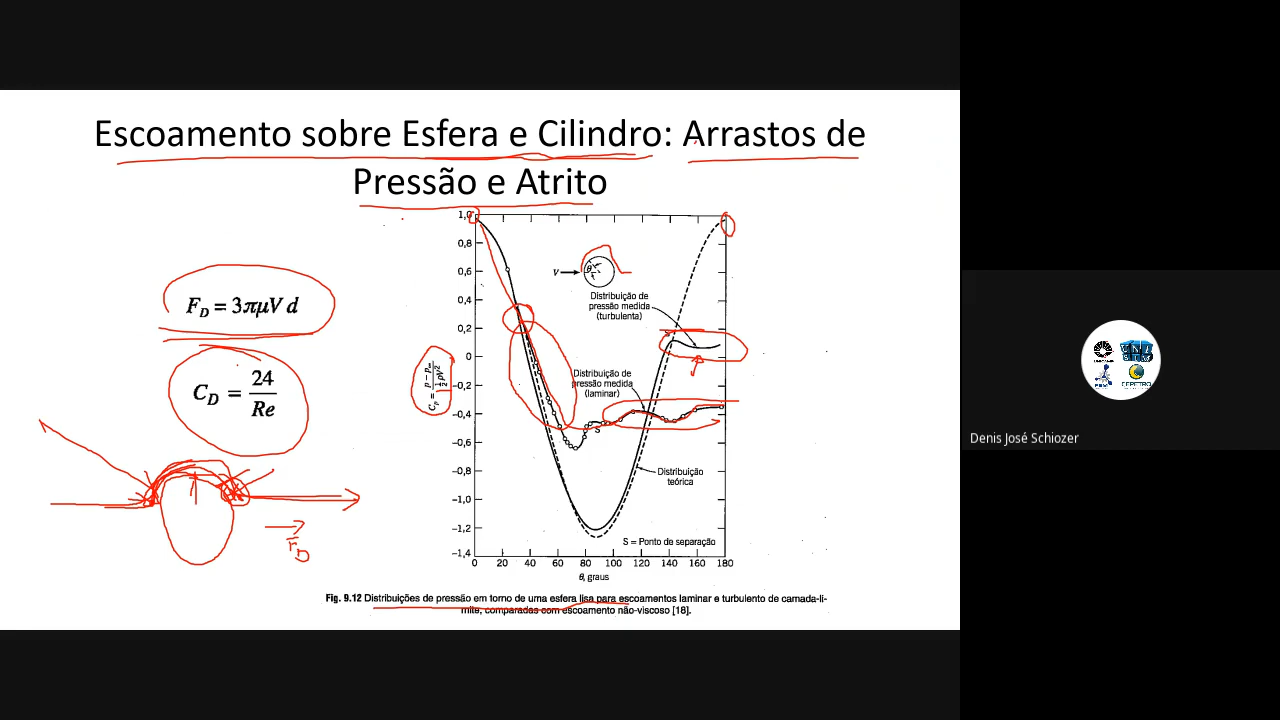 Escoamento sobre Esfera e Cilindro: Arrastos de
Pressão e Atrito
F_D = 3πμV d
C_D = 24/Re
F_D
C_p = (p − p∞) / (½ρV²)
1,0
0,8
0,6
0,4
0,2
0
−0,2
−0,4
−0,6
−0,8
−1,0
−1,2
−1,4
V
θ
Distribuição de
pressão medida
(turbulenta)
Distribuição de
pressão medida
(laminar)
S
S
Distribuição
teórica
S = Ponto de separação
0 20 40 60 80 100 120 140 160 180
θ, graus
Fig. 9.12 Distribuições de pressão em torno de uma esfera lisa para escoamentos laminar e turbulento de camada-li-
mite, comparadas com escoamento não-viscoso [18].
CEPETRO
Denis José Schiozer